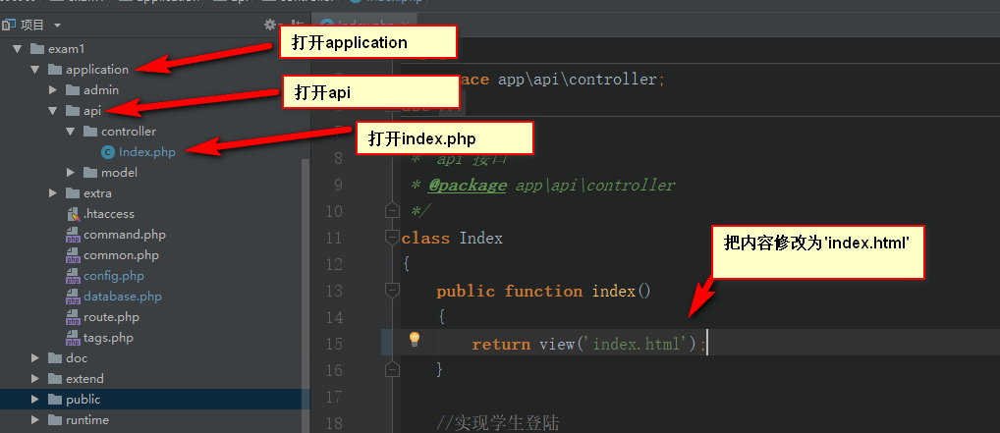 项目
Index.php
exam1
application
admin
api
controller
Index.php
model
extra
.htaccess
command.php
common.php
config.php
database.php
route.php
tags.php
doc
extend
public
runtime
打开application
打开api
打开index.php
把内容修改为'index.html'
ace app\api\controller;
8 * api 接口
9 * @package app\api\controller
10 */
11 class Index
12 {
13 public function index()
14 {
15 return view('index.html');
16 }
17
18 //实现学生登陆